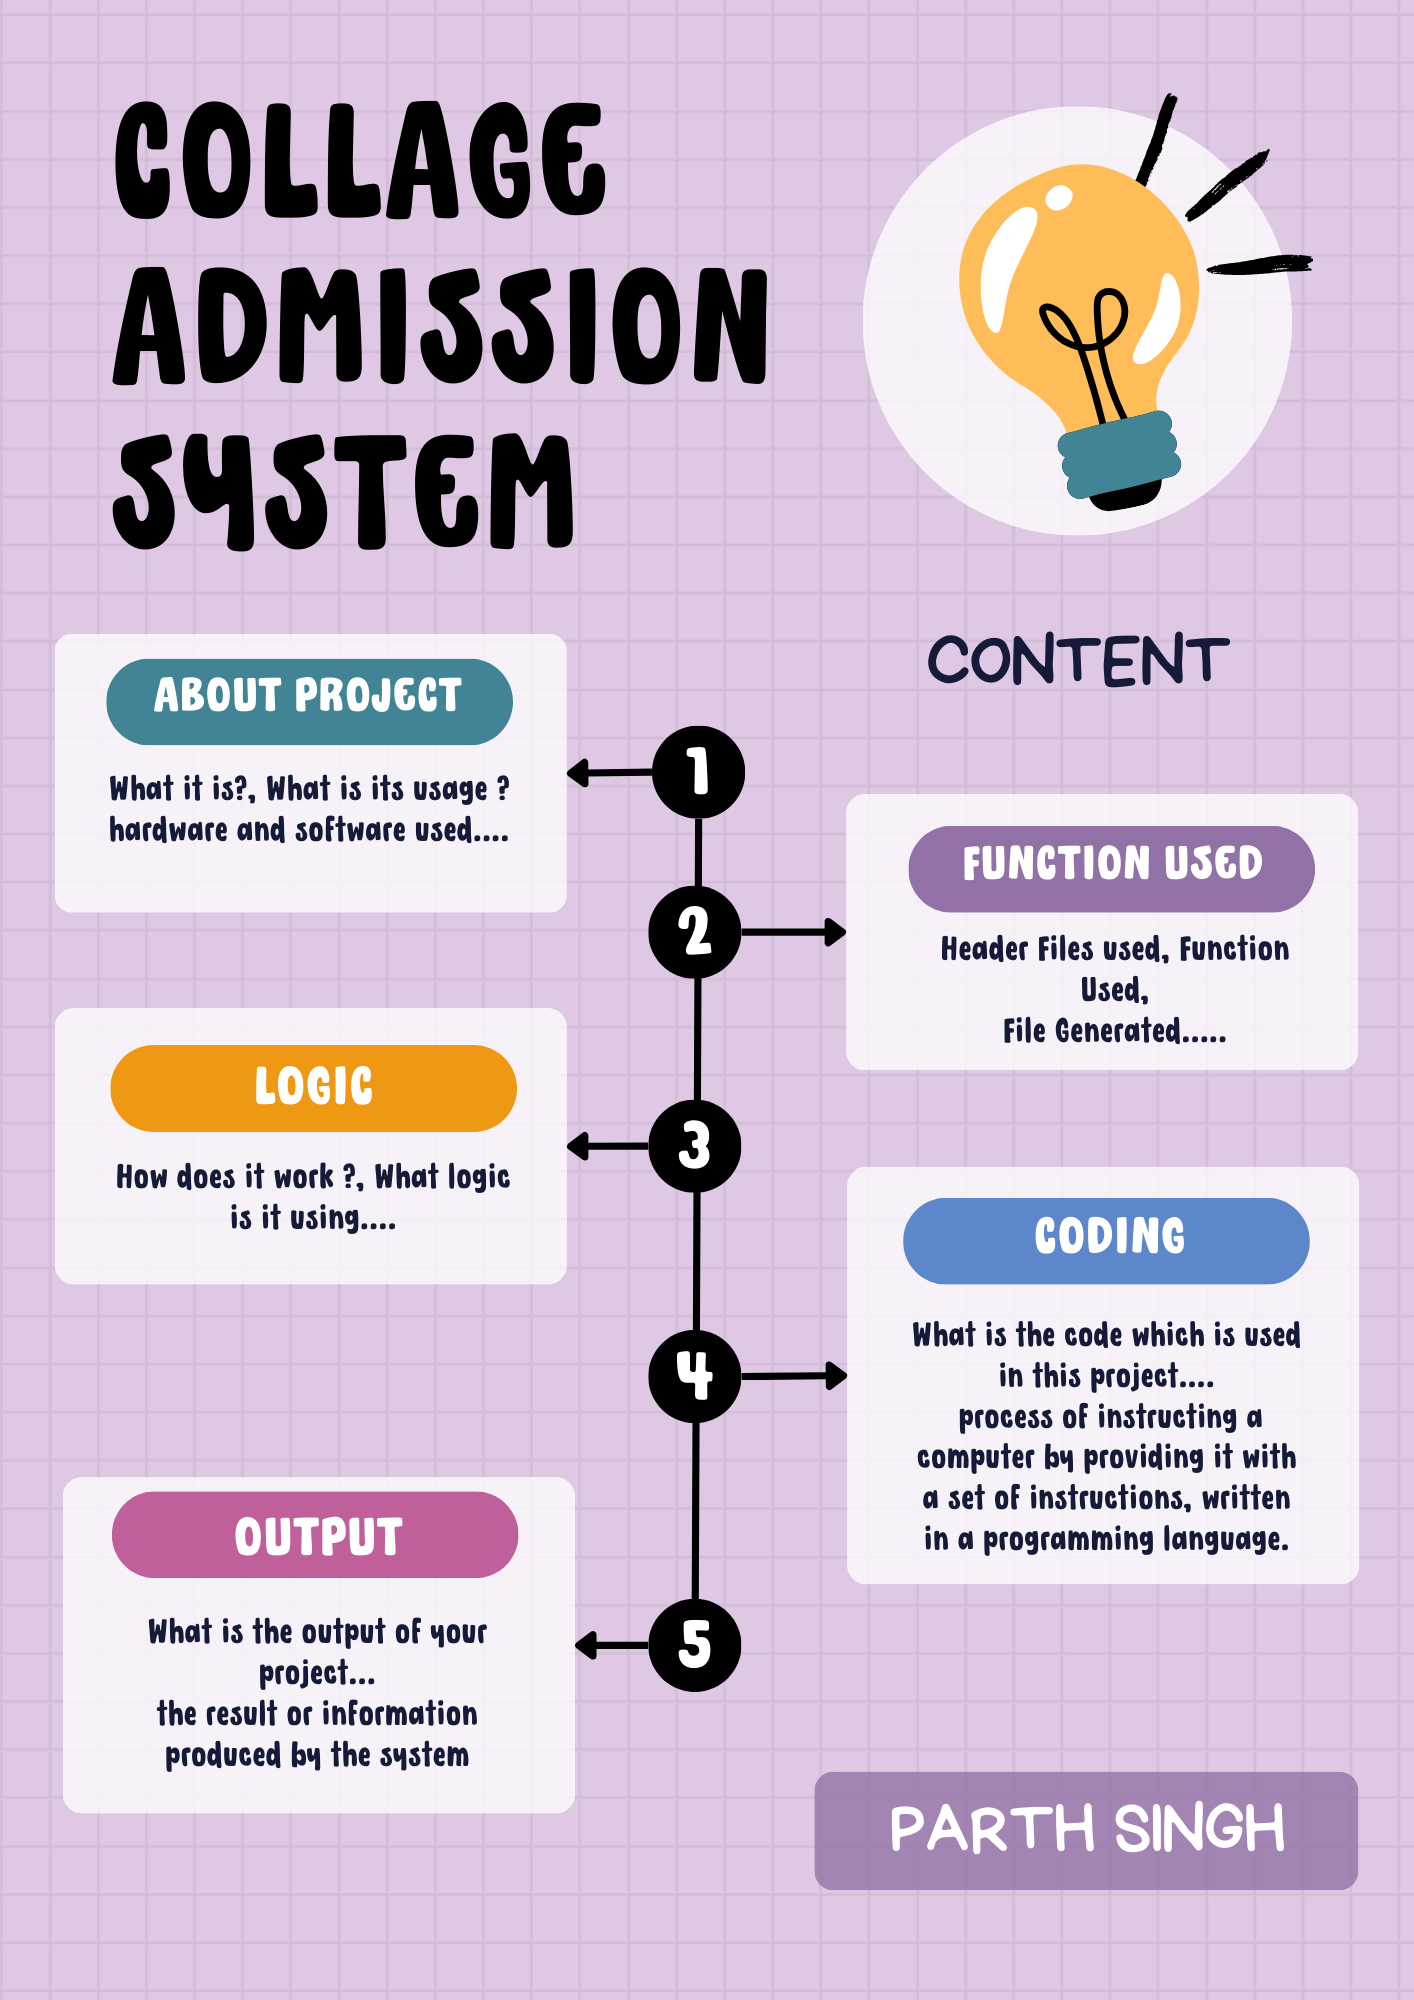 COLLAGE
ADMISSION
SYSTEM
CONTENT
1
ABOUT PROJECT
What it is?, What is its usage ?
hardware and software used....
2
FUNCTION USED
Header Files used, Function
Used,
File Generated.....
3
LOGIC
How does it work ?, What logic
is it using....
4
CODING
What is the code which is used
in this project....
process of instructing a
computer by providing it with
a set of instructions, written
in a programming language.
5
OUTPUT
What is the output of your
project...
the result or information
produced by the system
PARTH SINGH